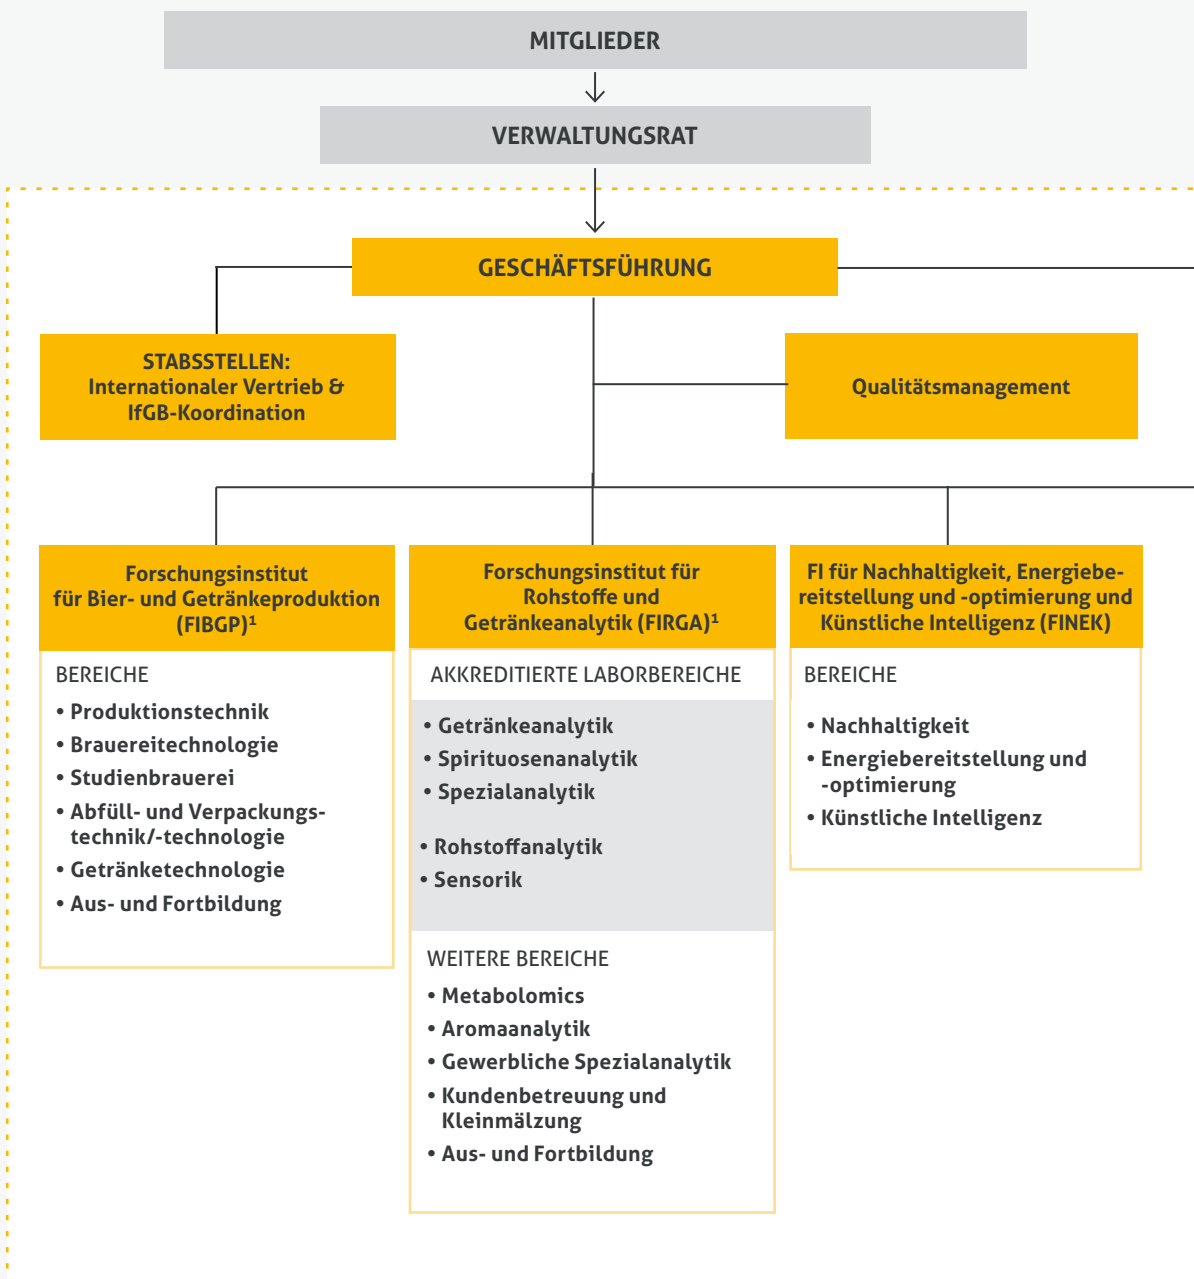 MITGLIEDER
VERWALTUNGSRAT
GESCHÄFTSFÜHRUNG
STABSSTELLEN:
Internationaler Vertrieb &
IfGB-Koordination
Qualitätsmanagement
Forschungsinstitut
für Bier- und Getränkeproduktion
(FIBGP)¹
BEREICHE
• Produktionstechnik
• Brauereitechnologie
• Studienbrauerei
• Abfüll- und Verpackungs-
technik/-technologie
• Getränketechnologie
• Aus- und Fortbildung
Forschungsinstitut für
Rohstoffe und
Getränkeanalytik (FIRGA)¹
AKKREDITIERTE LABORBEREICHE
• Getränkeanalytik
• Spirituosenanalytik
• Spezialanalytik
• Rohstoffanalytik
• Sensorik
WEITERE BEREICHE
• Metabolomics
• Aromaanalytik
• Gewerbliche Spezialanalytik
• Kundenbetreuung und
Kleinmälzung
• Aus- und Fortbildung
FI für Nachhaltigkeit, Energiebe-
reitstellung und -optimierung und
Künstliche Intelligenz (FINEK)
BEREICHE
• Nachhaltigkeit
• Energiebereitstellung und
-optimierung
• Künstliche Intelligenz